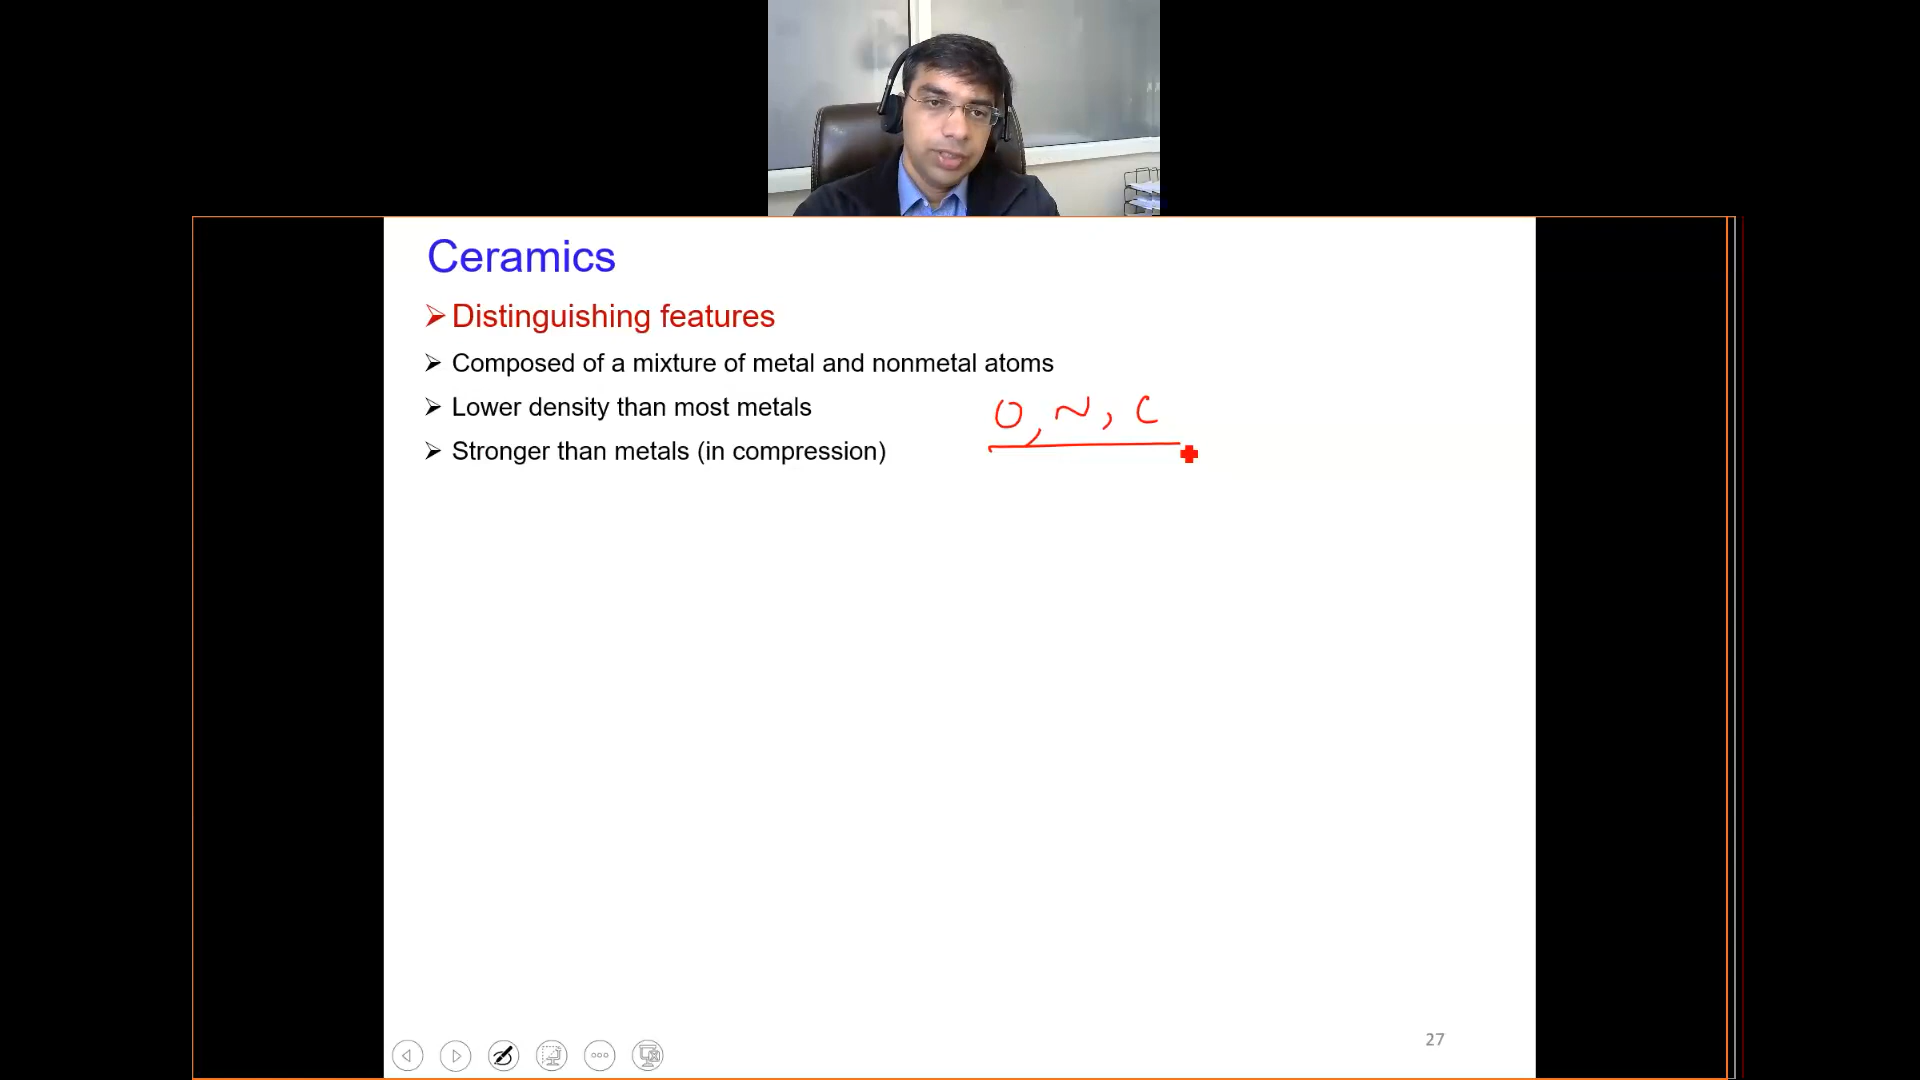 Ceramics
Distinguishing features
Composed of a mixture of metal and nonmetal atoms
Lower density than most metals
O, N, C
Stronger than metals (in compression)
27